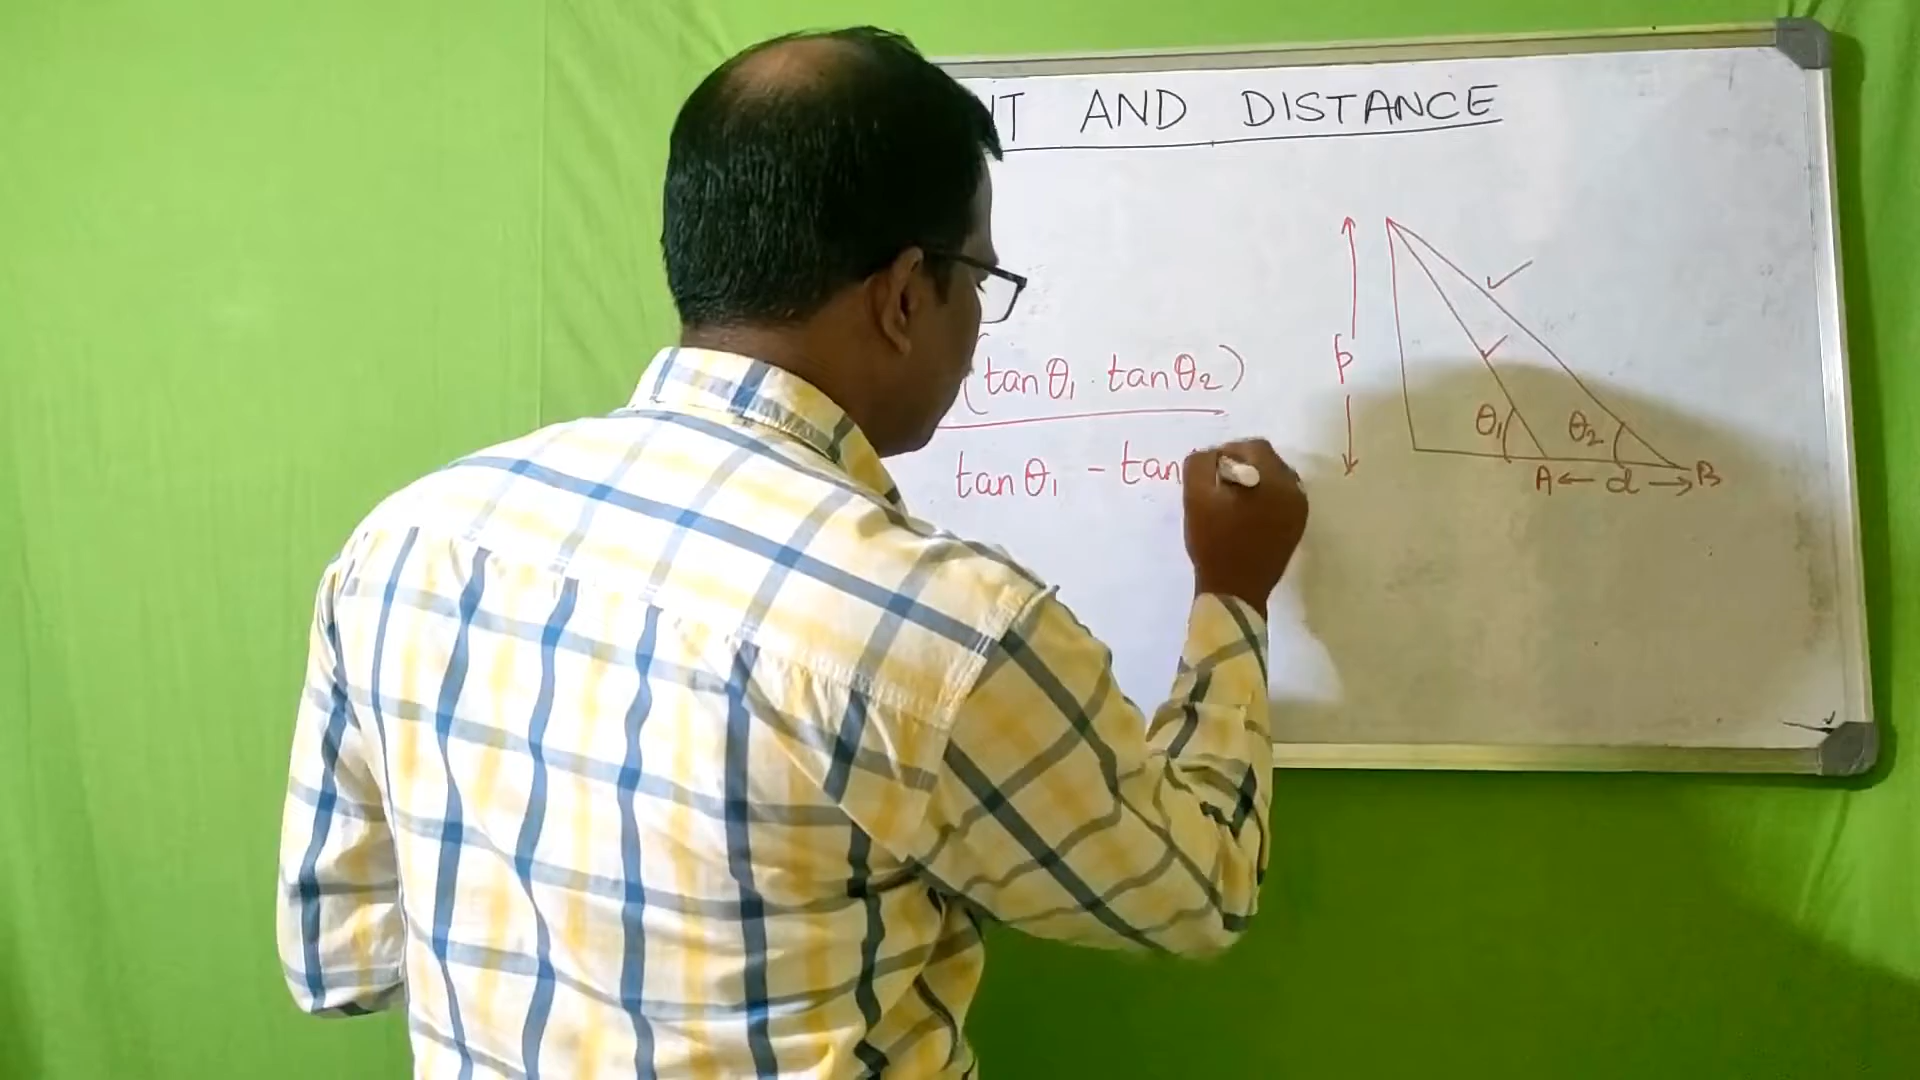 AND DISTANCE
(tanθ₁ . tanθ₂)
tanθ₁ - tan
p
θ₁ θ₂
A ← d → B